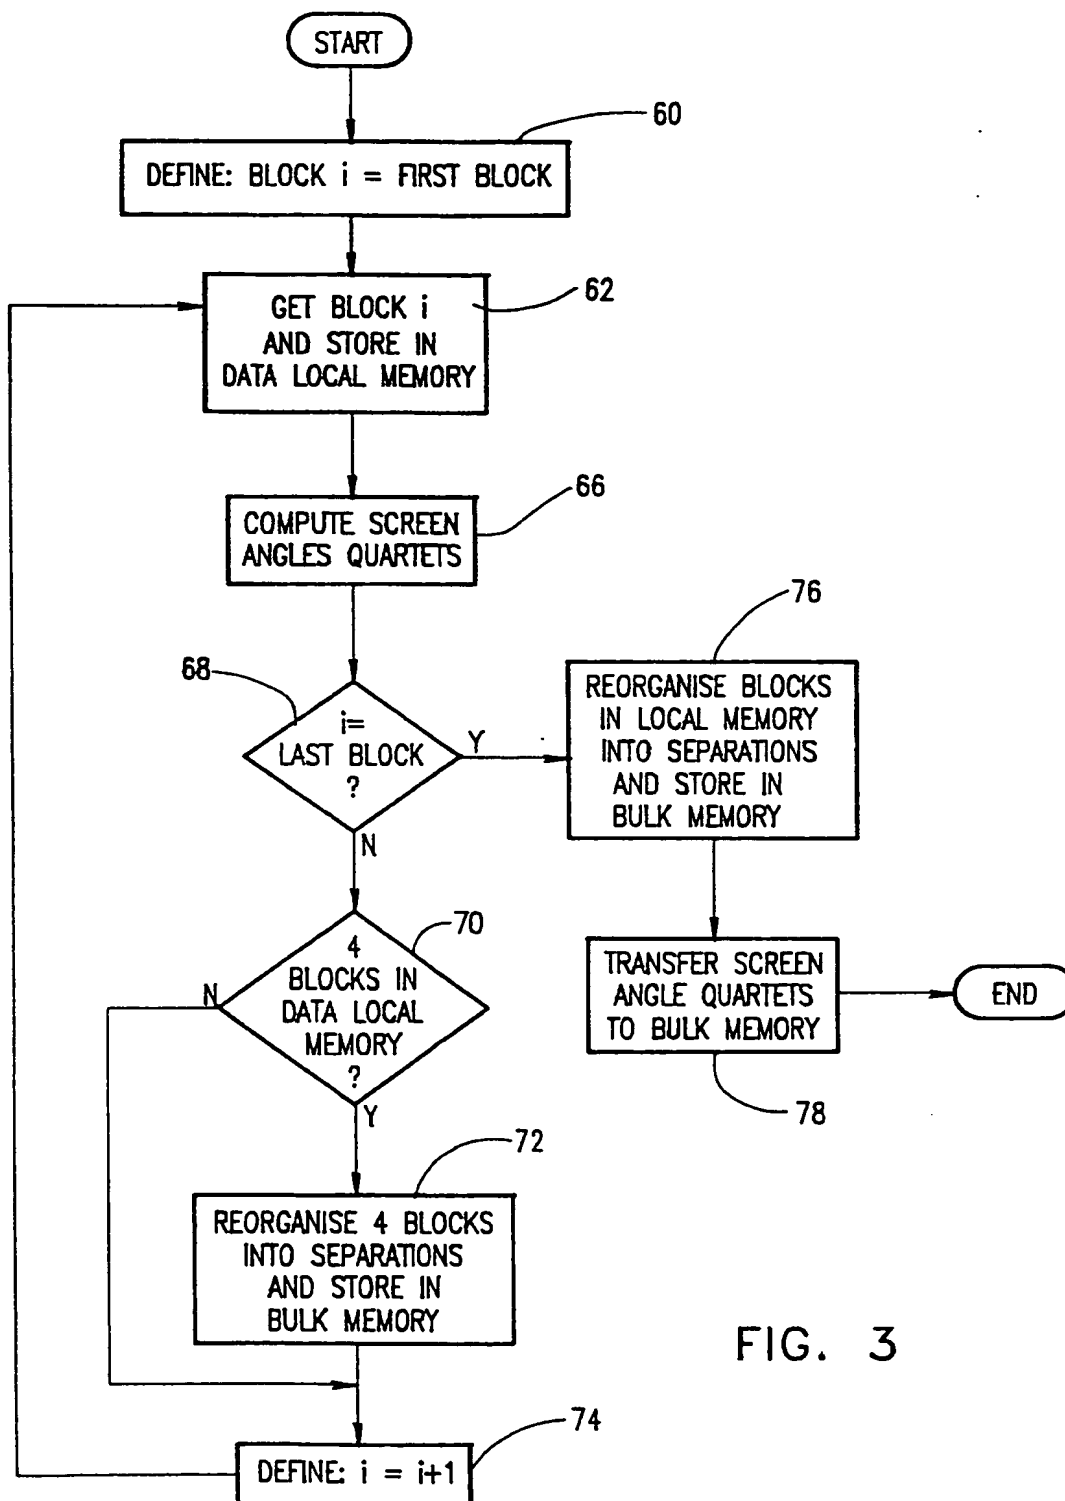 START
60
DEFINE: BLOCK i = FIRST BLOCK
62
GET BLOCK i
AND STORE IN
DATA LOCAL MEMORY
66
COMPUTE SCREEN
ANGLES QUARTETS
68
i=
LAST BLOCK
?
Y
N
76
REORGANISE BLOCKS
IN LOCAL MEMORY
INTO SEPARATIONS
AND STORE IN
BULK MEMORY
70
4
BLOCKS IN
DATA LOCAL
MEMORY
?
N
Y
TRANSFER SCREEN
ANGLE QUARTETS
TO BULK MEMORY
78
END
72
REORGANISE 4 BLOCKS
INTO SEPARATIONS
AND STORE IN
BULK MEMORY
74
DEFINE: i = i+1
FIG. 3